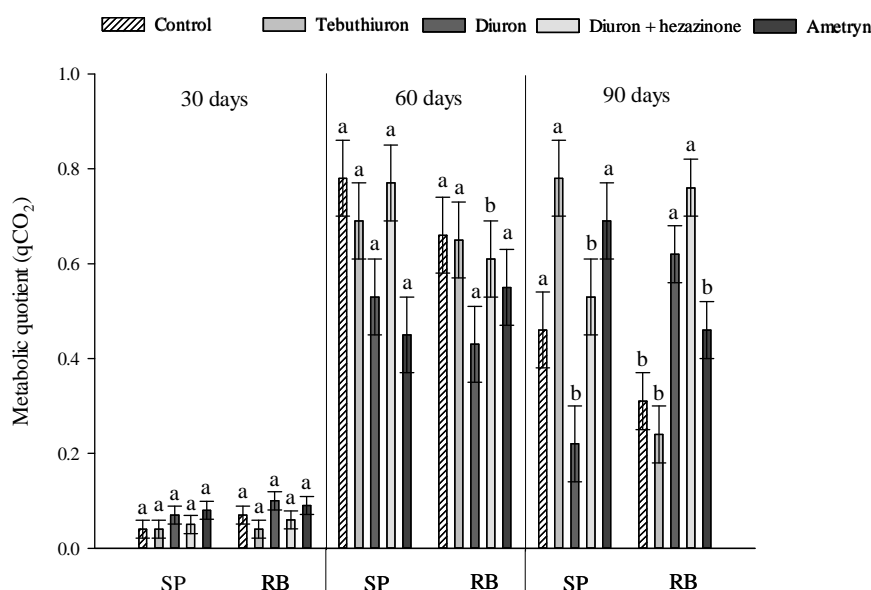 Control Tebuthiuron Diuron Diuron + hezazinone Ametryn
30 days 60 days 90 days
Metabolic quotient (qCO₂)
1.0
0.8
0.6
0.4
0.2
0.0
a a a a a a a a a a
a a a a a a a a b a
a a b b a b b a a b
SP RB SP RB SP RB